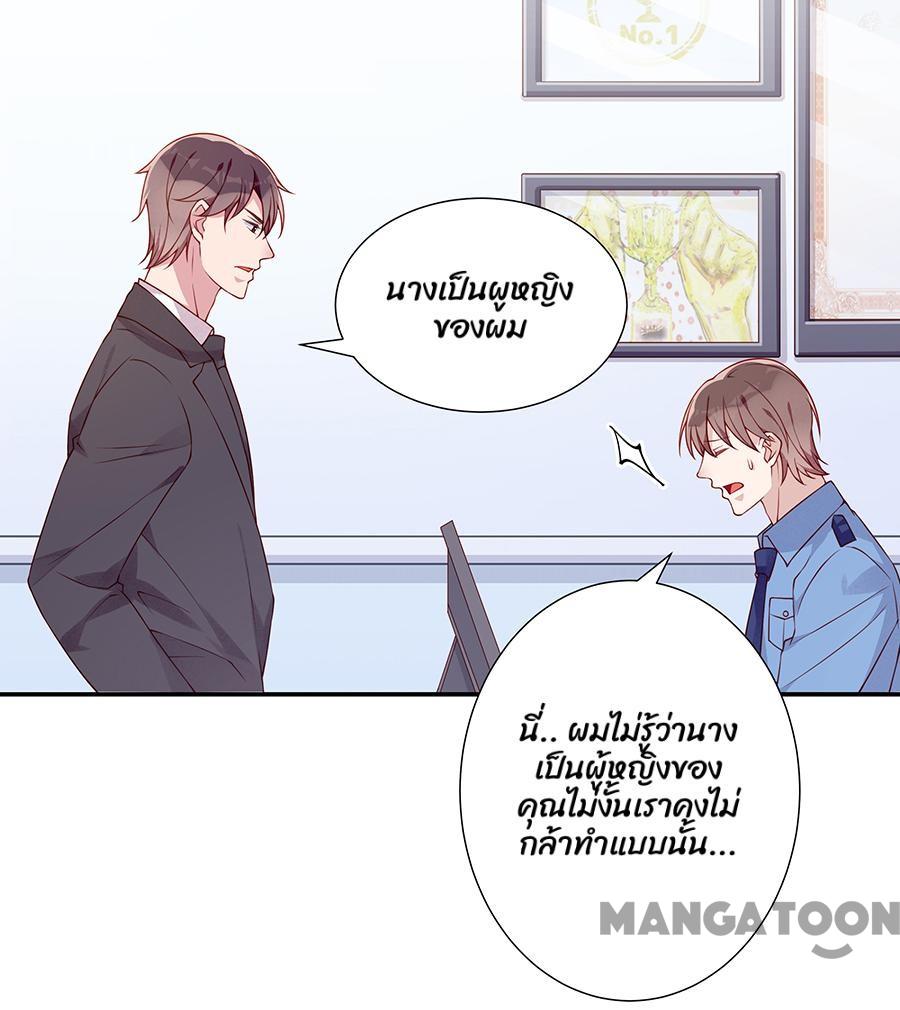 No.1
นางเป็นผูหญิง
ของผม
นี่.. ผมไม่รู้ว่านาง
เป็นผู้หญิงของ
คุณไม่งั้นเราคงไม่
กล้าทำแบบนั้น...
MANGATOON